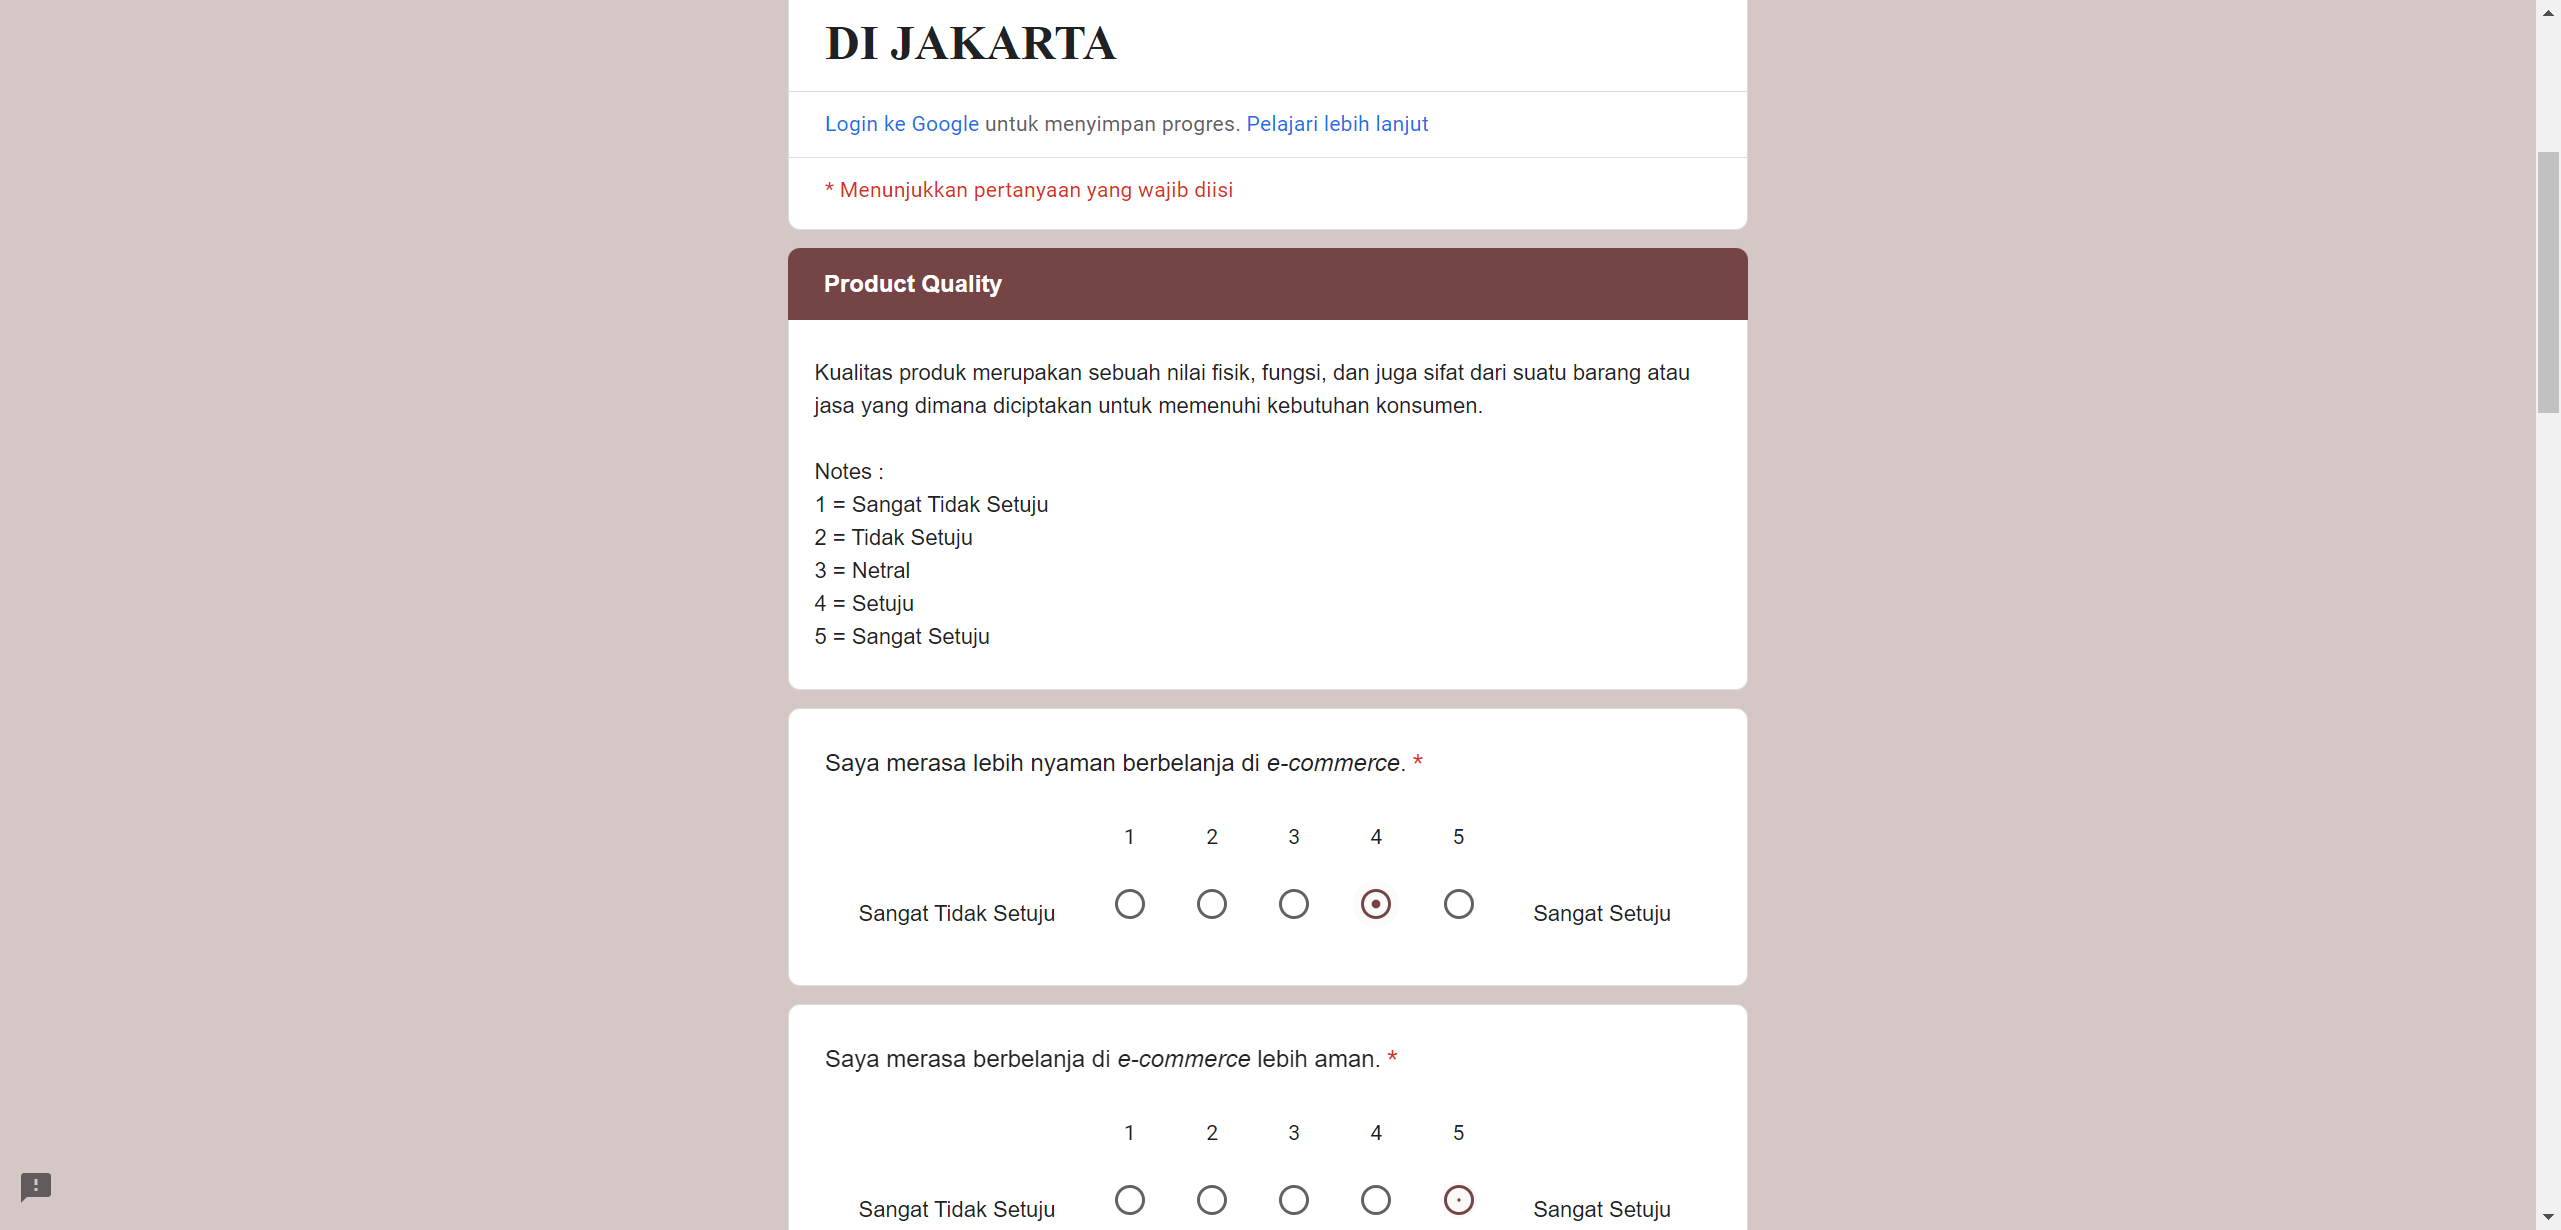 DI JAKARTA
Login ke Google untuk menyimpan progres. Pelajari lebih lanjut
* Menunjukkan pertanyaan yang wajib diisi
Product Quality
Kualitas produk merupakan sebuah nilai fisik, fungsi, dan juga sifat dari suatu barang atau
jasa yang dimana diciptakan untuk memenuhi kebutuhan konsumen.
Notes :
1 = Sangat Tidak Setuju
2 = Tidak Setuju
3 = Netral
4 = Setuju
5 = Sangat Setuju
Saya merasa lebih nyaman berbelanja di e-commerce. *
1 2 3 4 5
Sangat Tidak Setuju Sangat Setuju
Saya merasa berbelanja di e-commerce lebih aman. *
1 2 3 4 5
Sangat Tidak Setuju Sangat Setuju